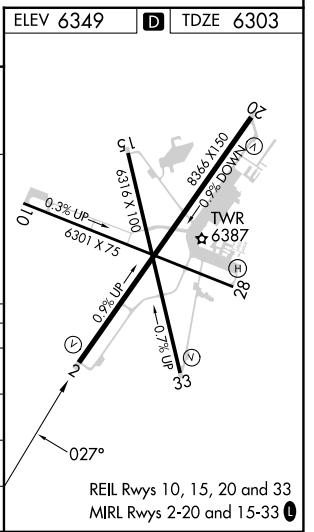 ELEV 6349
D
TDZE 6303
20
15
8366 X150
0.9% DOWN
V
6316 X 100
TWR
6387
0.3% UP
10
6301 X 75
H
28
0.9% UP
0.7% UP
V
V
2
33
027°
REIL Rwys 10, 15, 20 and 33
MIRL Rwys 2-20 and 15-33 L